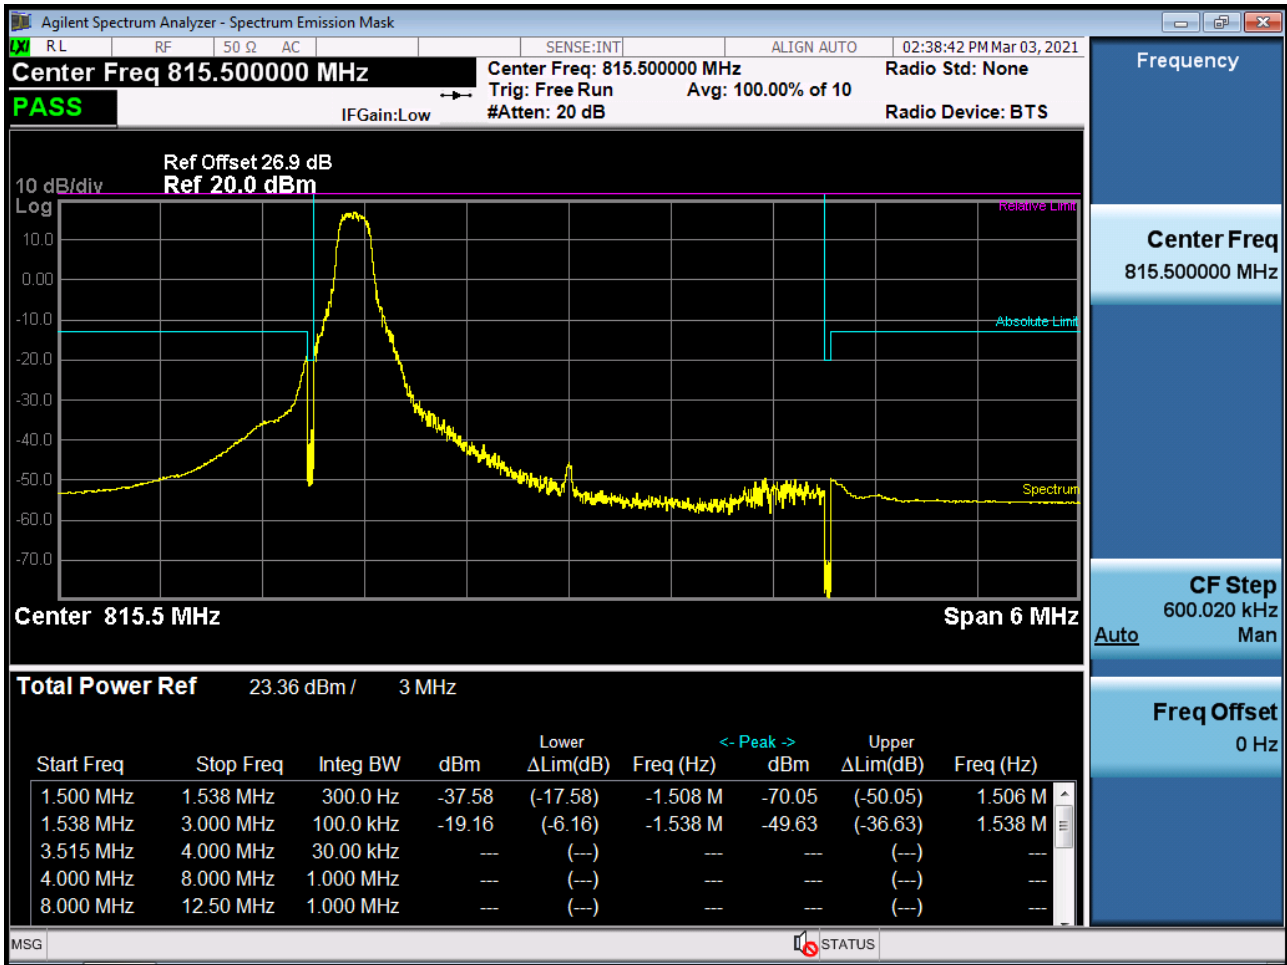 Agilent Spectrum Analyzer - Spectrum Emission Mask
LXI RL RF 50 Ω AC SENSE:INT ALIGN AUTO 02:38:42 PM Mar 03, 2021
Center Freq 815.500000 MHz
Center Freq: 815.500000 MHz Radio Std: None
Trig: Free Run Avg: 100.00% of 10
PASS
IFGain:Low #Atten: 20 dB Radio Device: BTS
Ref Offset 26.9 dB
10 dB/div Ref 20.0 dBm
Log
Relative Limit
10.0
0.00
-10.0
Absolute Limit
-20.0
-30.0
-40.0
-50.0
Spectrum
-60.0
-70.0
Center 815.5 MHz Span 6 MHz
Total Power Ref 23.36 dBm / 3 MHz
Lower <- Peak -> Upper
Start Freq Stop Freq Integ BW dBm ΔLim(dB) Freq (Hz) dBm ΔLim(dB) Freq (Hz)
1.500 MHz 1.538 MHz 300.0 Hz -37.58 (-17.58) -1.508 M -70.05 (-50.05) 1.506 M
1.538 MHz 3.000 MHz 100.0 kHz -19.16 (-6.16) -1.538 M -49.63 (-36.63) 1.538 M
3.515 MHz 4.000 MHz 30.00 kHz --- (---) --- --- (---) ---
4.000 MHz 8.000 MHz 1.000 MHz --- (---) --- --- (---) ---
8.000 MHz 12.50 MHz 1.000 MHz --- (---) --- --- (---) ---
MSG STATUS
Frequency
Center Freq
815.500000 MHz
CF Step
600.020 kHz
Auto Man
Freq Offset
0 Hz